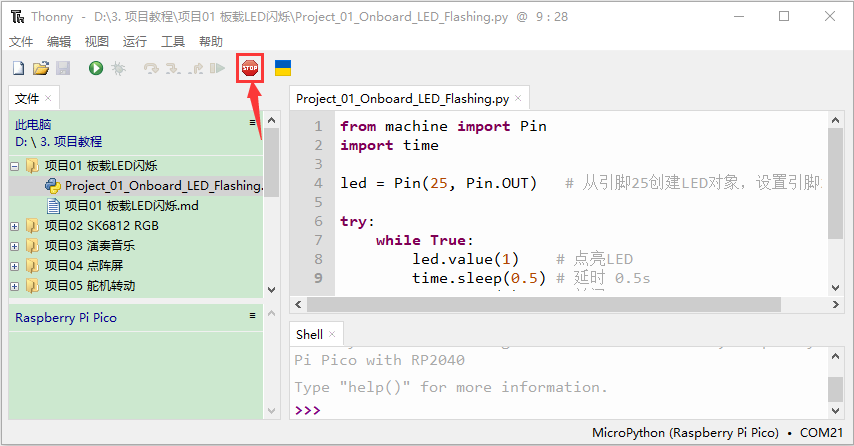 Thonny - D:\3. 项目教程\项目01 板载LED闪烁\Project_01_Onboard_LED_Flashing.py @ 9 : 28
文件 编辑 视图 运行 工具 帮助
STOP
文件
此电脑
D: \ 3. 项目教程
项目01 板载LED闪烁
Project_01_Onboard_LED_Flashing.
项目01 板载LED闪烁.md
项目02 SK6812 RGB
项目03 演奏音乐
项目04 点阵屏
项目05 舵机转动
Raspberry Pi Pico
Project_01_Onboard_LED_Flashing.py
1 from machine import Pin
2 import time
3
4 led = Pin(25, Pin.OUT) # 从引脚25创建LED对象，设置引脚
5
6 try:
7 while True:
8 led.value(1) # 点亮LED
9 time.sleep(0.5) # 延时 0.5s
Shell
Pi Pico with RP2040
Type "help()" for more information.
>>>
MicroPython (Raspberry Pi Pico) • COM21